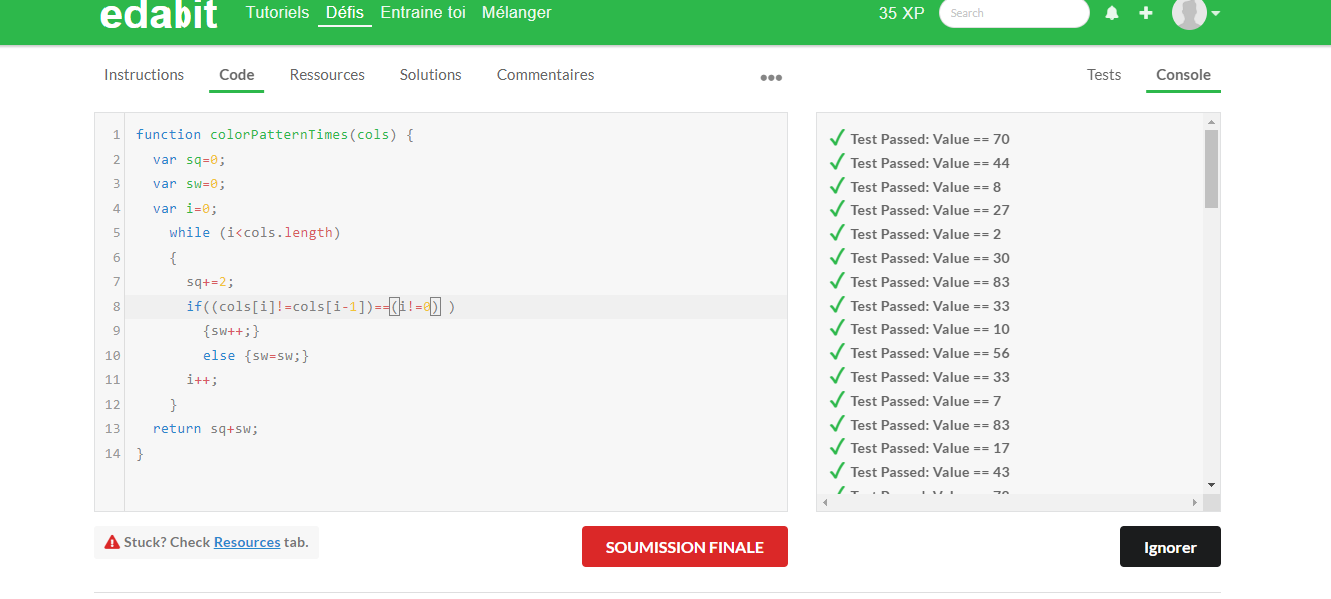 edabit Tutoriels Défis Entraine toi Mélanger 35 XP Search
Instructions Code Ressources Solutions Commentaires ••• Tests Console
1 function colorPatternTimes(cols) {
2 var sq=0;
3 var sw=0;
4 var i=0;
5 while (i<cols.length)
6 {
7 sq+=2;
8 if((cols[i]!=cols[i-1])==(i!=0) )
9 {sw++;}
10 else {sw=sw;}
11 i++;
12 }
13 return sq+sw;
14 }
Test Passed: Value == 70
Test Passed: Value == 44
Test Passed: Value == 8
Test Passed: Value == 27
Test Passed: Value == 2
Test Passed: Value == 30
Test Passed: Value == 83
Test Passed: Value == 33
Test Passed: Value == 10
Test Passed: Value == 56
Test Passed: Value == 33
Test Passed: Value == 7
Test Passed: Value == 83
Test Passed: Value == 17
Test Passed: Value == 43
Stuck? Check Resources tab.
SOUMISSION FINALE
Ignorer